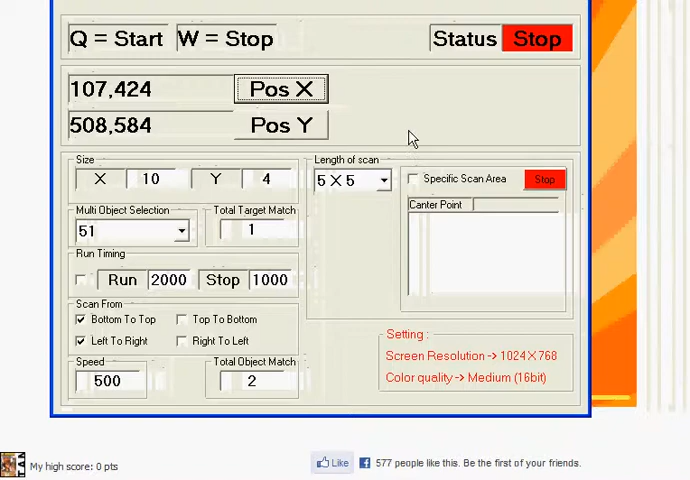 Q = Start W = Stop Status Stop
107,424 Pos X
508,584 Pos Y
Size Length of scan
X 10 Y 4 5 X 5 Specific Scan Area Stop
Canter Point
Multi Object Selection Total Target Match
51 1
Run Timing
Run 2000 Stop 1000
Scan From
Bottom To Top Top To Bottom
Left To Right Right To Left
Setting :
Screen Resolution -> 1024X768
Color quality -> Medium (16bit)
Speed Total Object Match
500 2
My high score: 0 pts Like 577 people like this. Be the first of your friends.